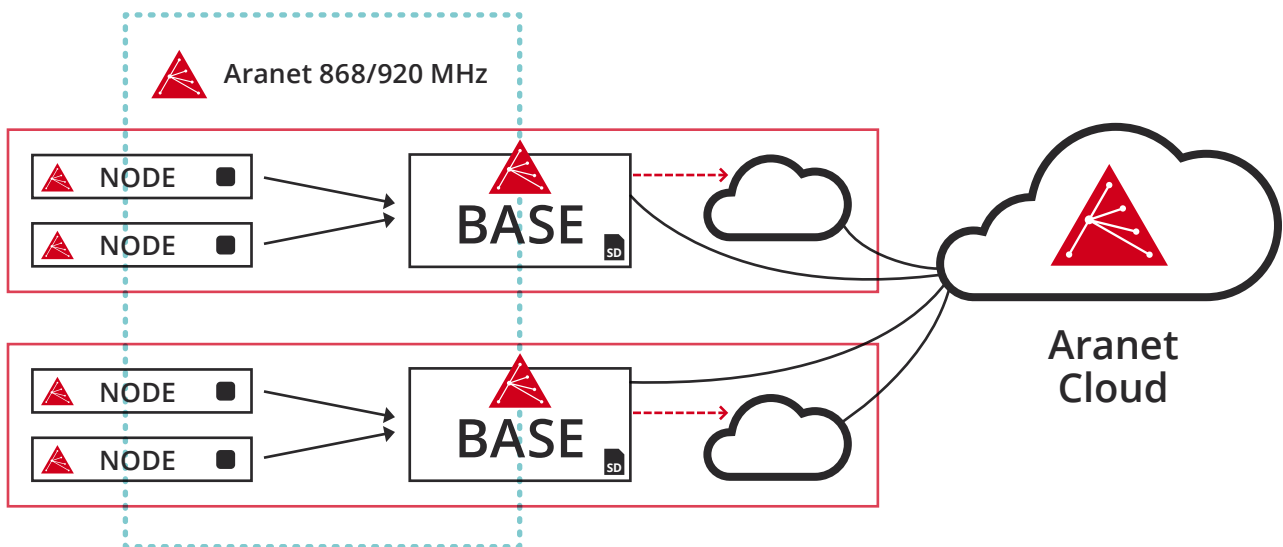 Aranet 868/920 MHz
NODE
NODE
BASE
SD
NODE
NODE
BASE
SD
Aranet
Cloud